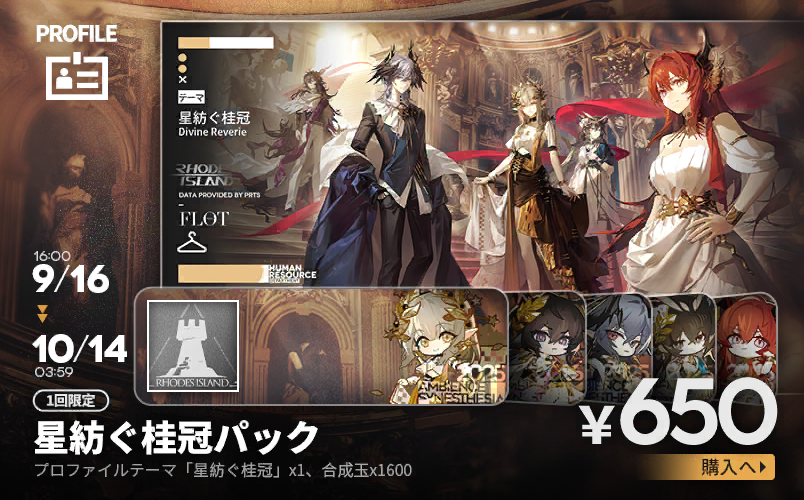 PROFILE
テーマ
星紡ぐ桂冠
Divine Reverie
RHODES
ISLAND
DATA PROVIDED BY PRTS
FLOT
HUMAN
RESOURCE
16:00
9/16
10/14
03:59
RHODES ISLAND
2025
AMBIENCE
SYNESTHESIA
1回限定
星紡ぐ桂冠パック
プロファイルテーマ「星紡ぐ桂冠」x1、合成玉x1600
¥650
購入へ